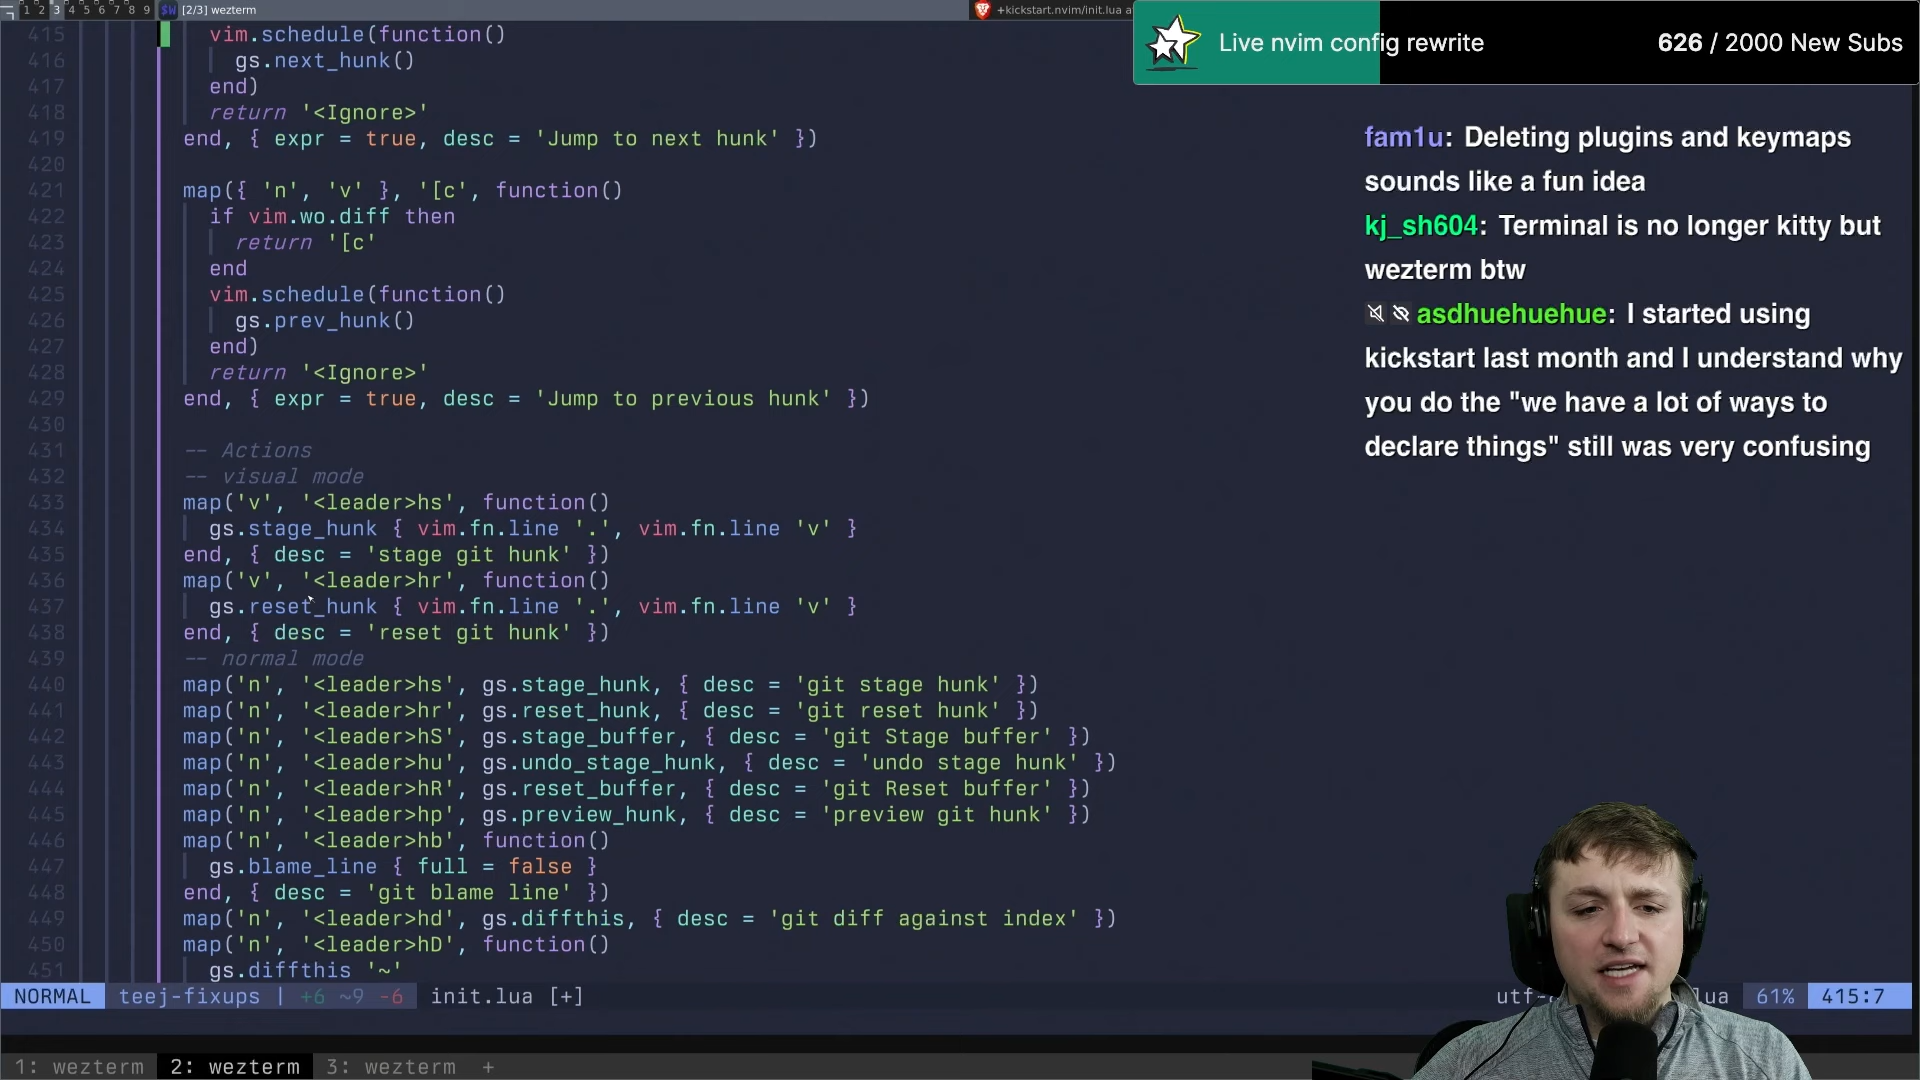 1 2 3 4 5 6 7 8 9 $W [2/3] wezterm +kickstart.nvim/init.lua
Live nvim config rewrite 626 / 2000 New Subs
415 vim.schedule(function()
416 gs.next_hunk()
417 end)
418 return '<Ignore>'
419 end, { expr = true, desc = 'Jump to next hunk' })
420
421 map({ 'n', 'v' }, '[c', function()
422 if vim.wo.diff then
423 return '[c'
424 end
425 vim.schedule(function()
426 gs.prev_hunk()
427 end)
428 return '<Ignore>'
429 end, { expr = true, desc = 'Jump to previous hunk' })
430
431 -- Actions
432 -- visual mode
433 map('v', '<leader>hs', function()
434 gs.stage_hunk { vim.fn.line '.', vim.fn.line 'v' }
435 end, { desc = 'stage git hunk' })
436 map('v', '<leader>hr', function()
437 gs.reset_hunk { vim.fn.line '.', vim.fn.line 'v' }
438 end, { desc = 'reset git hunk' })
439 -- normal mode
440 map('n', '<leader>hs', gs.stage_hunk, { desc = 'git stage hunk' })
441 map('n', '<leader>hr', gs.reset_hunk, { desc = 'git reset hunk' })
442 map('n', '<leader>hS', gs.stage_buffer, { desc = 'git Stage buffer' })
443 map('n', '<leader>hu', gs.undo_stage_hunk, { desc = 'undo stage hunk' })
444 map('n', '<leader>hR', gs.reset_buffer, { desc = 'git Reset buffer' })
445 map('n', '<leader>hp', gs.preview_hunk, { desc = 'preview git hunk' })
446 map('n', '<leader>hb', function()
447 gs.blame_line { full = false }
448 end, { desc = 'git blame line' })
449 map('n', '<leader>hd', gs.diffthis, { desc = 'git diff against index' })
450 map('n', '<leader>hD', function()
451 gs.diffthis '~'
fam1u: Deleting plugins and keymaps
sounds like a fun idea
kj_sh604: Terminal is no longer kitty but
wezterm btw
asdhuehuehue: I started using
kickstart last month and I understand why
you do the "we have a lot of ways to
declare things" still was very confusing
NORMAL teej-fixups | +6 ~9 -6 init.lua [+] utf- lua 61% 415:7
1: wezterm 2: wezterm 3: wezterm +